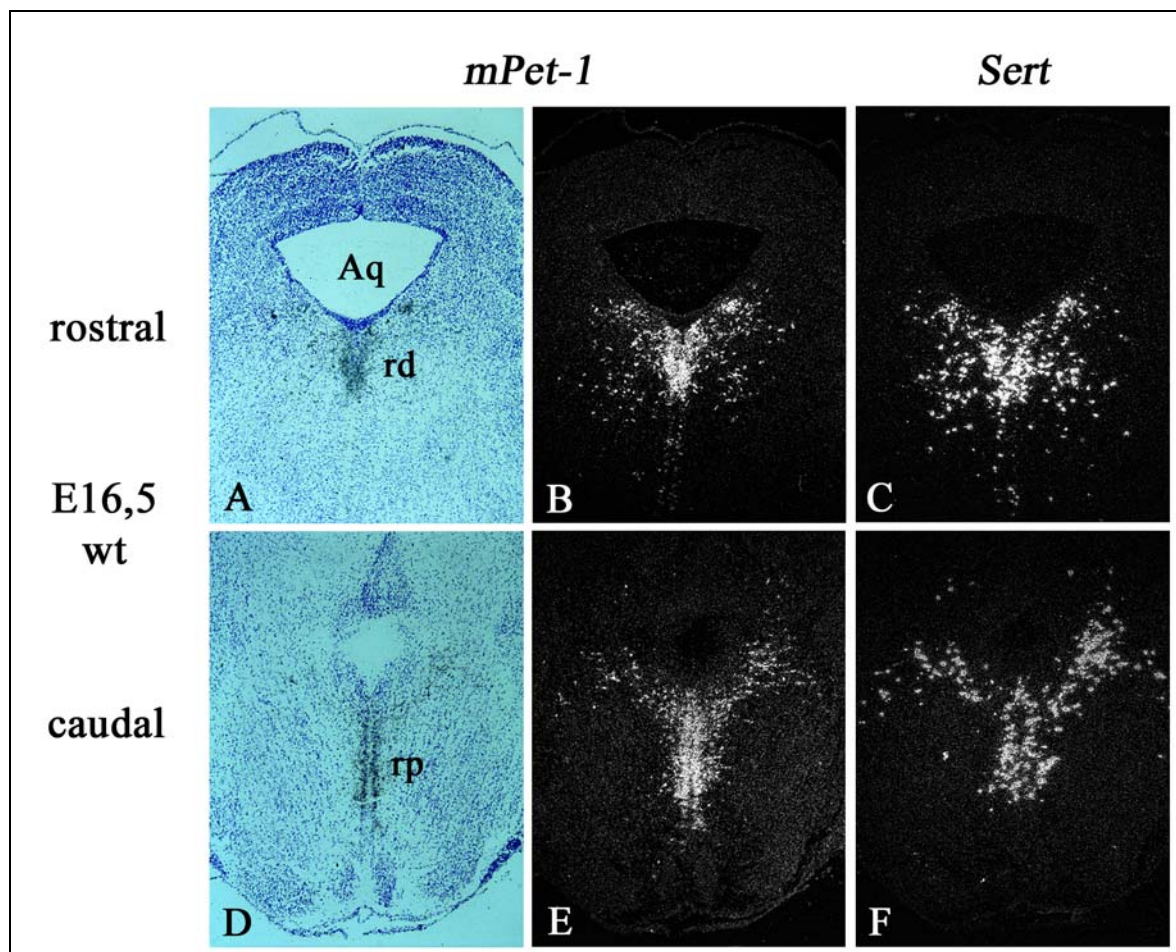 mPet-1 Sert
Aq
rostral
rd
A B C
E16,5
wt
caudal
rp
D E F